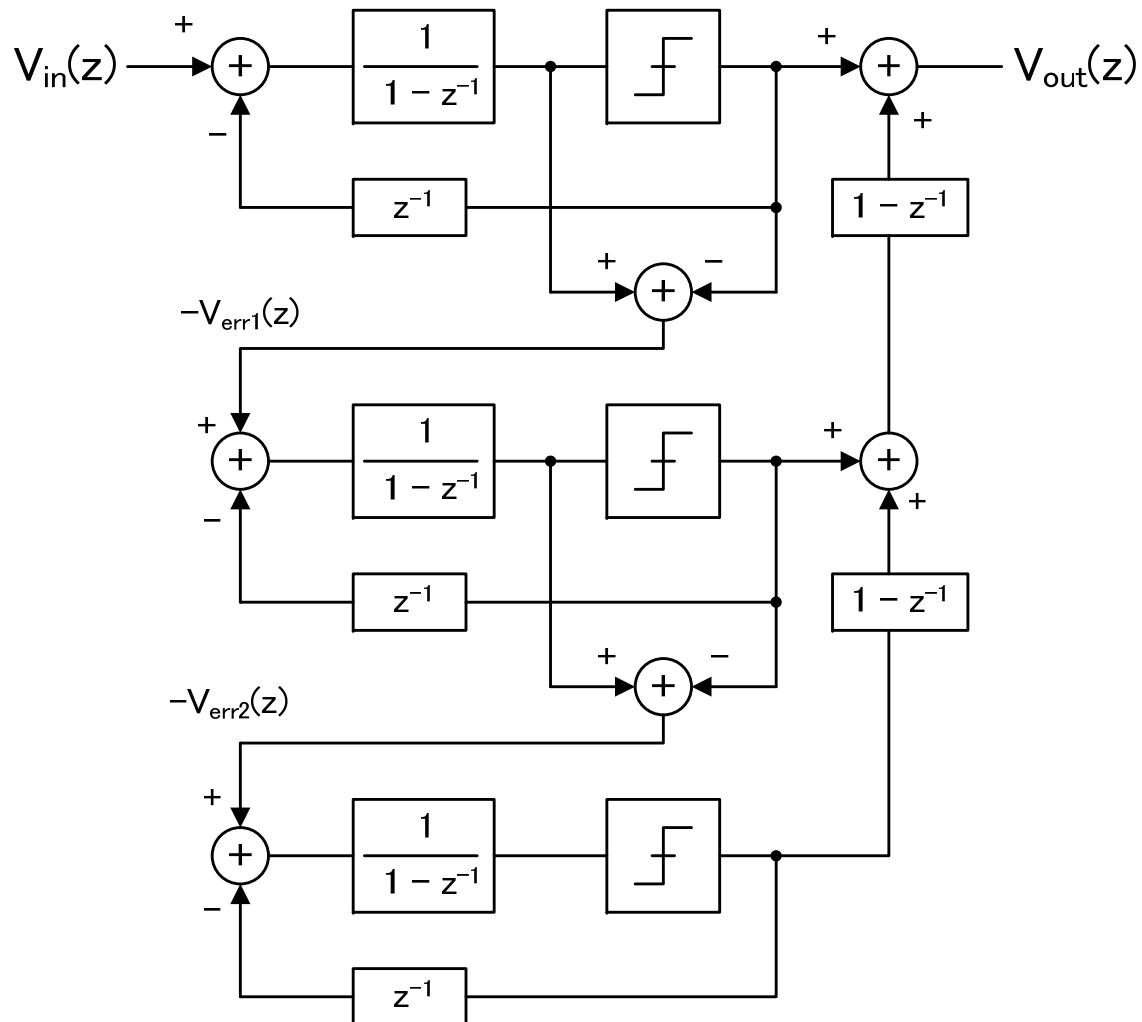 +
1
+
Vin(z)
+
1 − z⁻¹
+
Vout(z)
−
+
z⁻¹
1 − z⁻¹
+
−
+
−Verr1(z)
+
1
+
+
1 − z⁻¹
+
−
+
z⁻¹
1 − z⁻¹
+
−
+
−Verr2(z)
+
1
+
1 − z⁻¹
−
z⁻¹